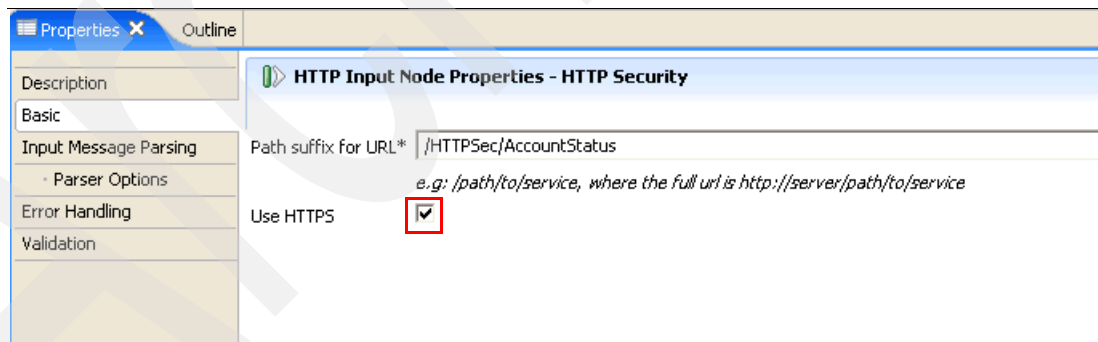 Properties Outline
HTTP Input Node Properties - HTTP Security
Description
Basic
Input Message Parsing
Parser Options
Error Handling
Validation
Path suffix for URL* /HTTPSec/AccountStatus
e.g: /path/to/service, where the full url is http://server/path/to/service
Use HTTPS